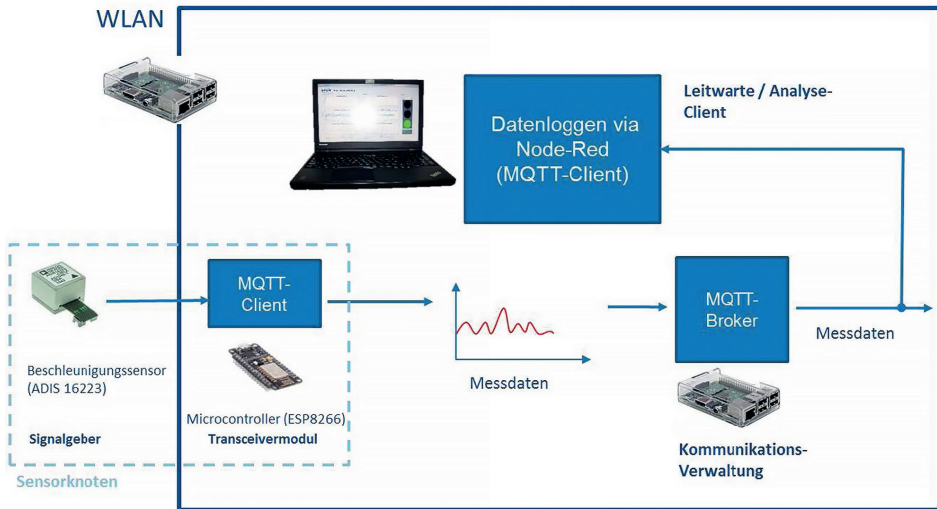 WLAN
Datenloggen via
Node-Red
(MQTT-Client)
Leitwarte / Analyse-
Client
MQTT-
Client
MQTT-
Broker
Messdaten
Messdaten
Beschleunigungssensor
(ADIS 16223)
Microcontroller (ESP8266)
Signalgeber
Transceivermodul
Kommunikations-
Verwaltung
Sensorknoten